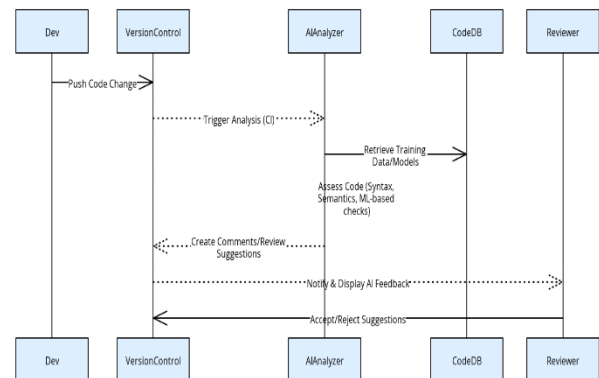 Dev VersionControl AIAnalyzer CodeDB Reviewer
Push Code Change
Trigger Analysis (CI)
Retrieve Training
Data/Models
Assess Code (Syntax,
Semantics, ML-based
checks)
Create Comments/Review
Suggestions
Notify & Display AI Feedback
Accept/Reject Suggestions
Dev VersionControl AIAnalyzer CodeDB Reviewer